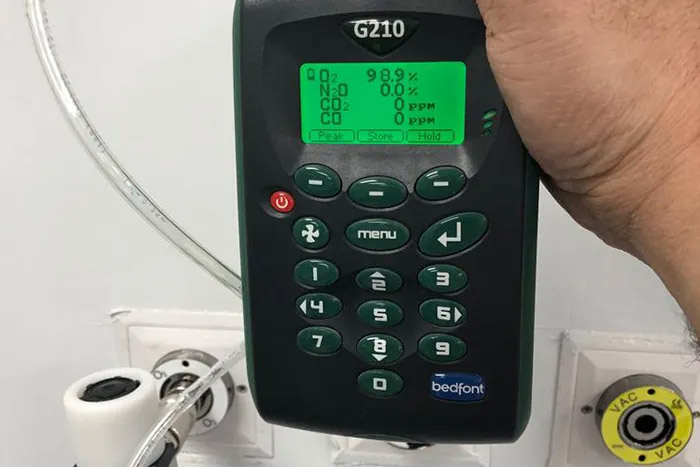 G210
O2 98.9 %
N2O 0.0 %
CO2 0 ppm
CO 0 ppm
Peak Store Hold
menu
1 2 3
4 5 6
7 8 9
0
bedfont
VAC
VAC